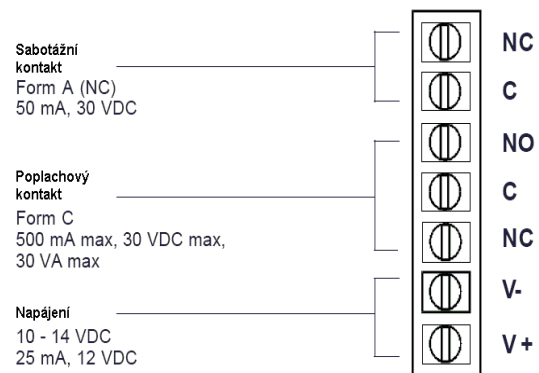 Sabotážní
kontakt
Form A (NC)
50 mA, 30 VDC
NC
C
Poplachový
kontakt
Form C
500 mA max, 30 VDC max,
30 VA max
NO
C
NC
Napájení
10 - 14 VDC
25 mA, 12 VDC
V-
V+